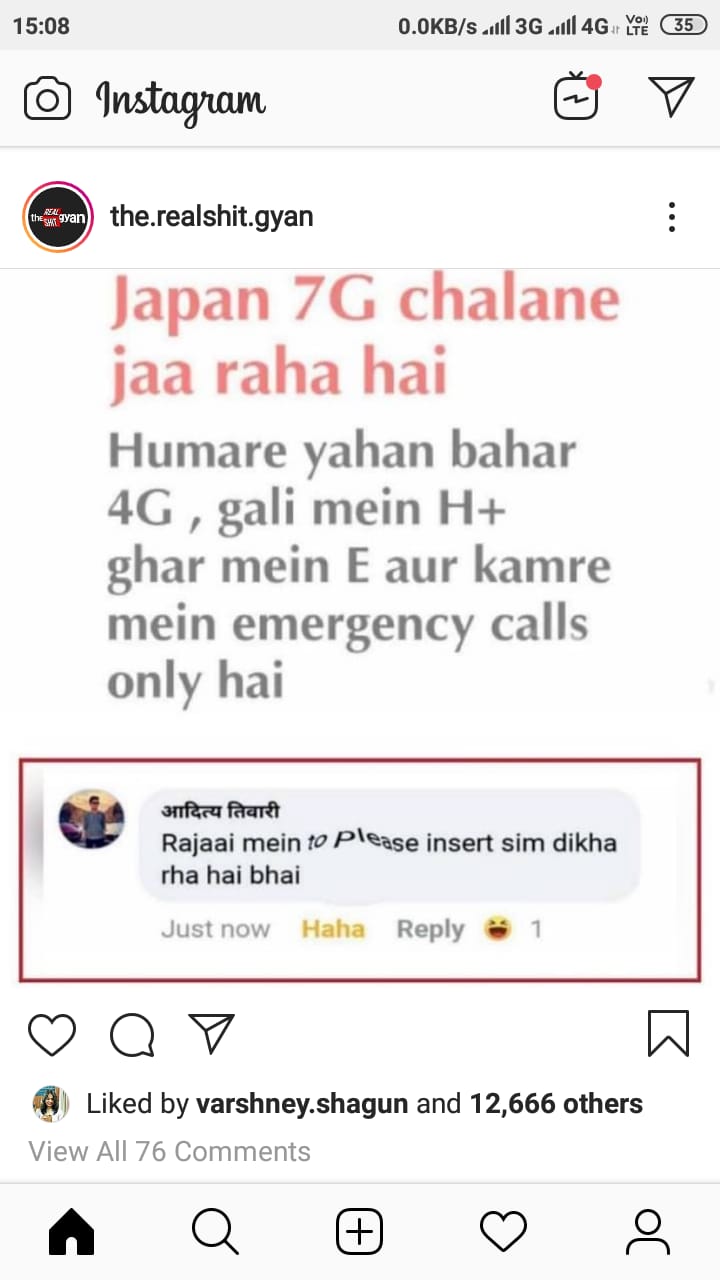 15:08 0.0KB/s 3G 4G VoLTE 35
Instagram
the REAL SHIT gyan the.realshit.gyan
Japan 7G chalane
jaa raha hai
Humare yahan bahar
4G , gali mein H+
ghar mein E aur kamre
mein emergency calls
only hai
आदित्य तिवारी
Rajaai mein to Please insert sim dikha
rha hai bhai
Just now Haha Reply 1
Liked by varshney.shagun and 12,666 others
View All 76 Comments